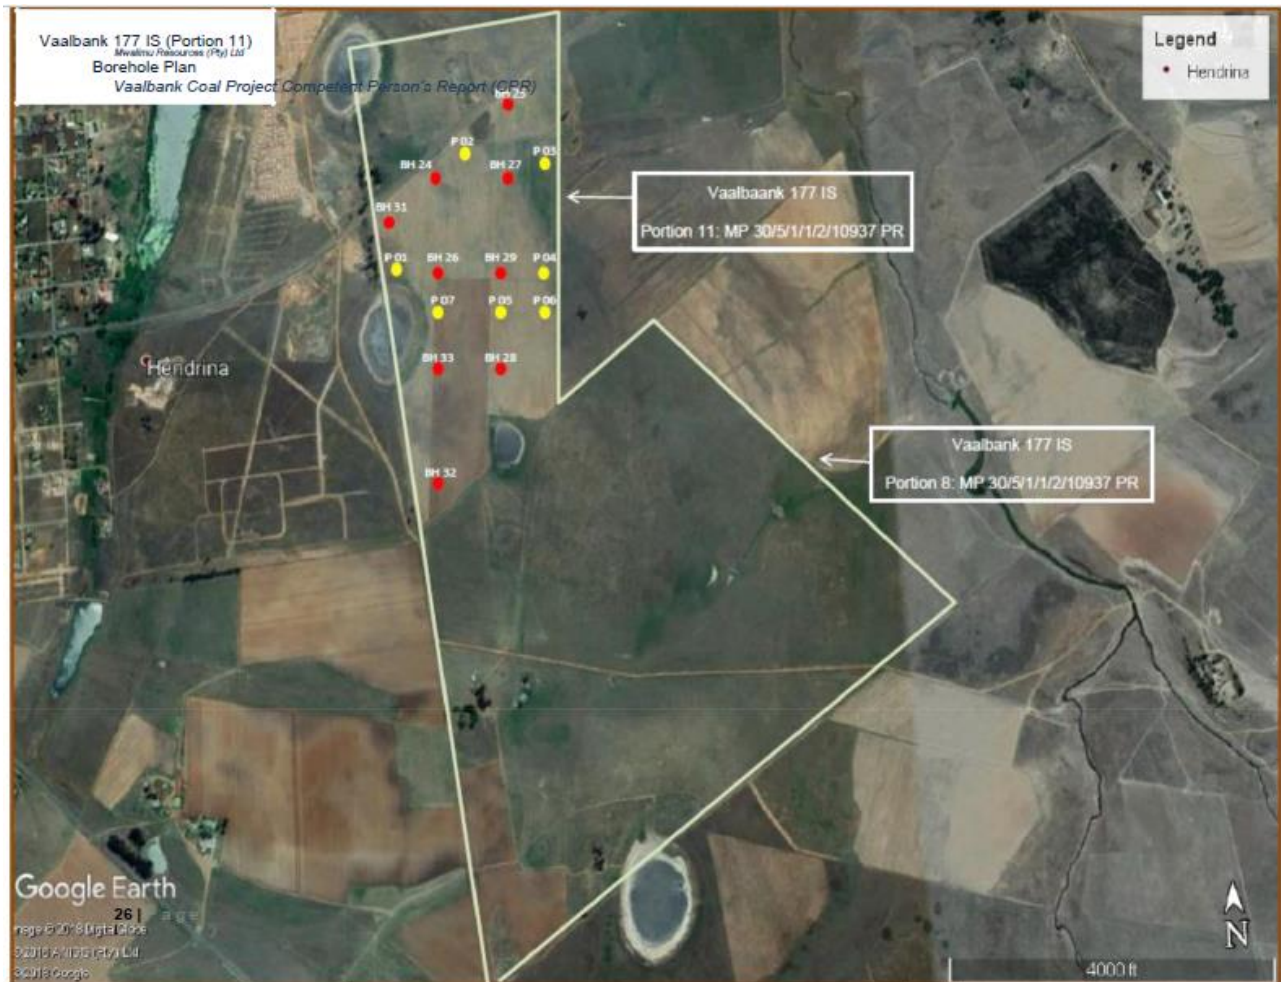 Vaalbank 177 IS (Portion 11)
Mwalimu Resources (Pty) Ltd
Borehole Plan
Vaalbank Coal Project Competent Person's Report (CPR)
Legend
Hendrina
P 02
P 03
BH 24
BH 27
BH 31
P 01
BH 26
BH 29
P 04
P 07
P 05
P 06
BH 33
BH 28
BH 32
Vaalbaank 177 IS
Portion 11: MP 30/5/1/1/2/10937 PR
Vaalbank 177 IS
Portion 8: MP 30/5/1/1/2/10937 PR
Hendrina
Google Earth
26 | a g e
©2018 Google
N
4000 ft